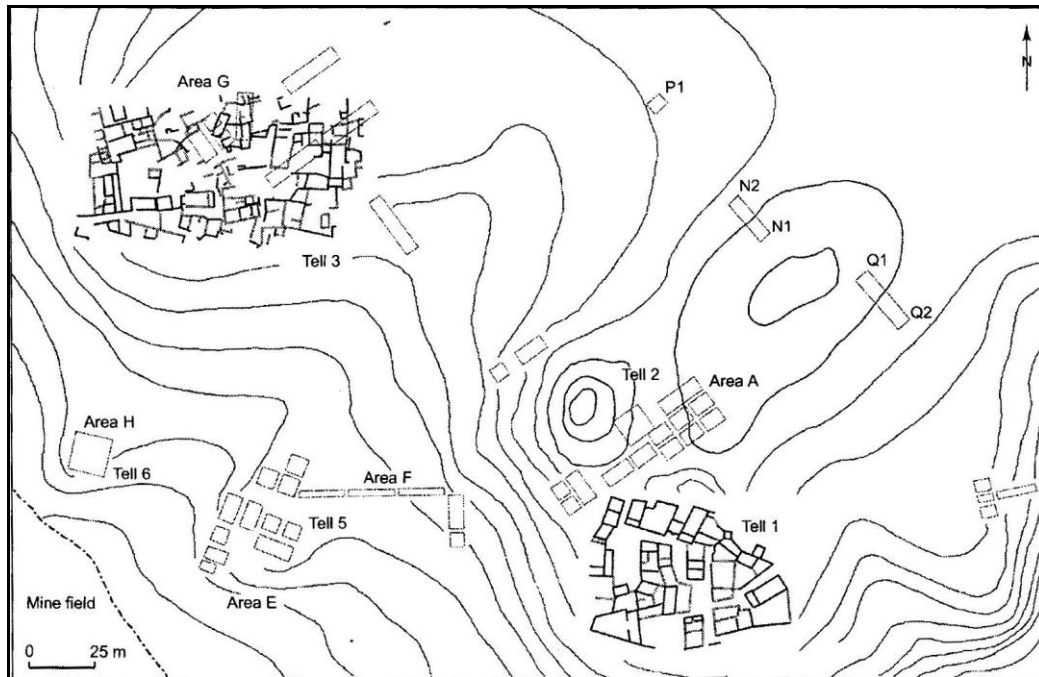 Area G
P1
N
N2
N1
Tell 3
Q1
Q2
Tell 2
Area A
Area H
Tell 6
Area F
Tell 5
Tell 1
Area E
Mine field
0 25 m